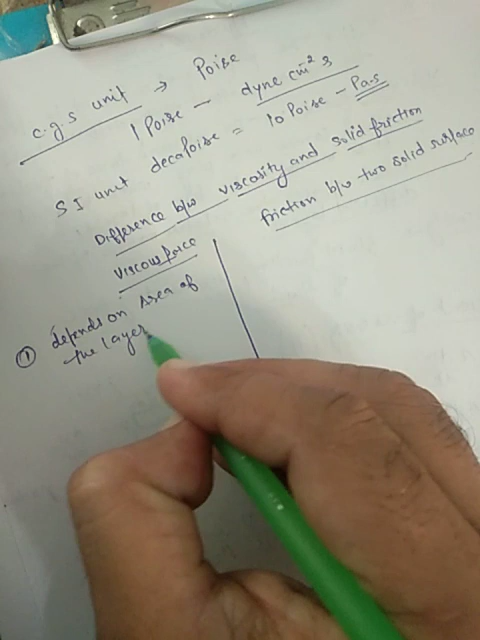 c.g.s unit → Poise
1 Poise – dyne cm⁻² s
SI unit decapoise = 10 Poise – Pa-s
Difference b/w viscosity and solid friction
Viscous force
friction b/w two solid surface
① depends on Area of
the layer